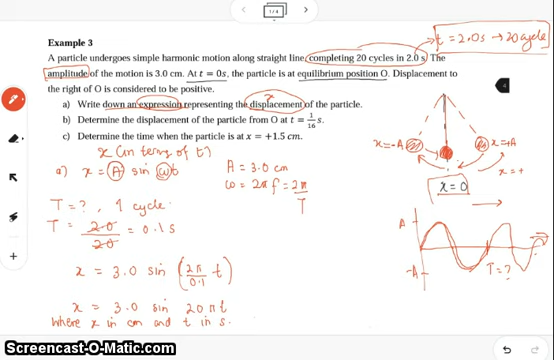 1/4
4
t = 2.0s → 20 cycle
Example 3
A particle undergoes simple harmonic motion along straight line, completing 20 cycles in 2.0 s. The
amplitude of the motion is 3.0 cm. At t = 0s, the particle is at equilibrium position O. Displacement to
the right of O is considered to be positive.
x
a) Write down an expression representing the displacement of the particle.
b) Determine the displacement of the particle from O at t = 1/16 s.
c) Determine the time when the particle is at x = +1.5 cm.
x (in terms of t)
a) x = A sin ωt
A = 3.0 cm
ω = 2πf = 2π/T
T = ?, 1 cycle.
T = 2.0/20 = 0.1 s
x = 3.0 sin (2π/0.1 t)
x = 3.0 sin 20πt
where x in cm and t in s.
x=-A
x=+A
x = +
x = 0
A
-A
T = ?
Screencast-O-Matic.com